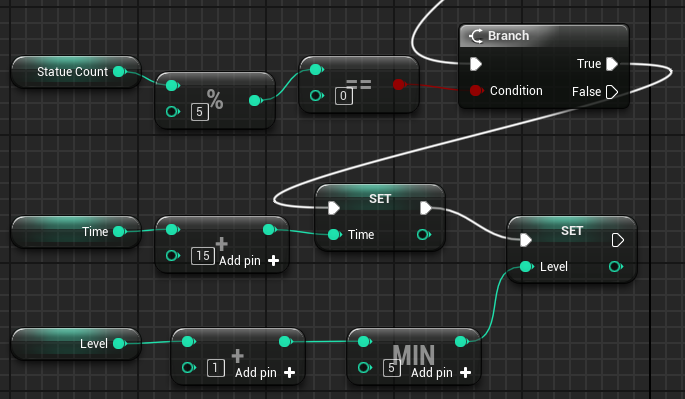 Branch
Statue Count
%
5
==
0
True
Condition
False
SET
Time
+
15
Add pin +
Time
SET
Level
Level
+
1
Add pin +
MIN
5
Add pin +